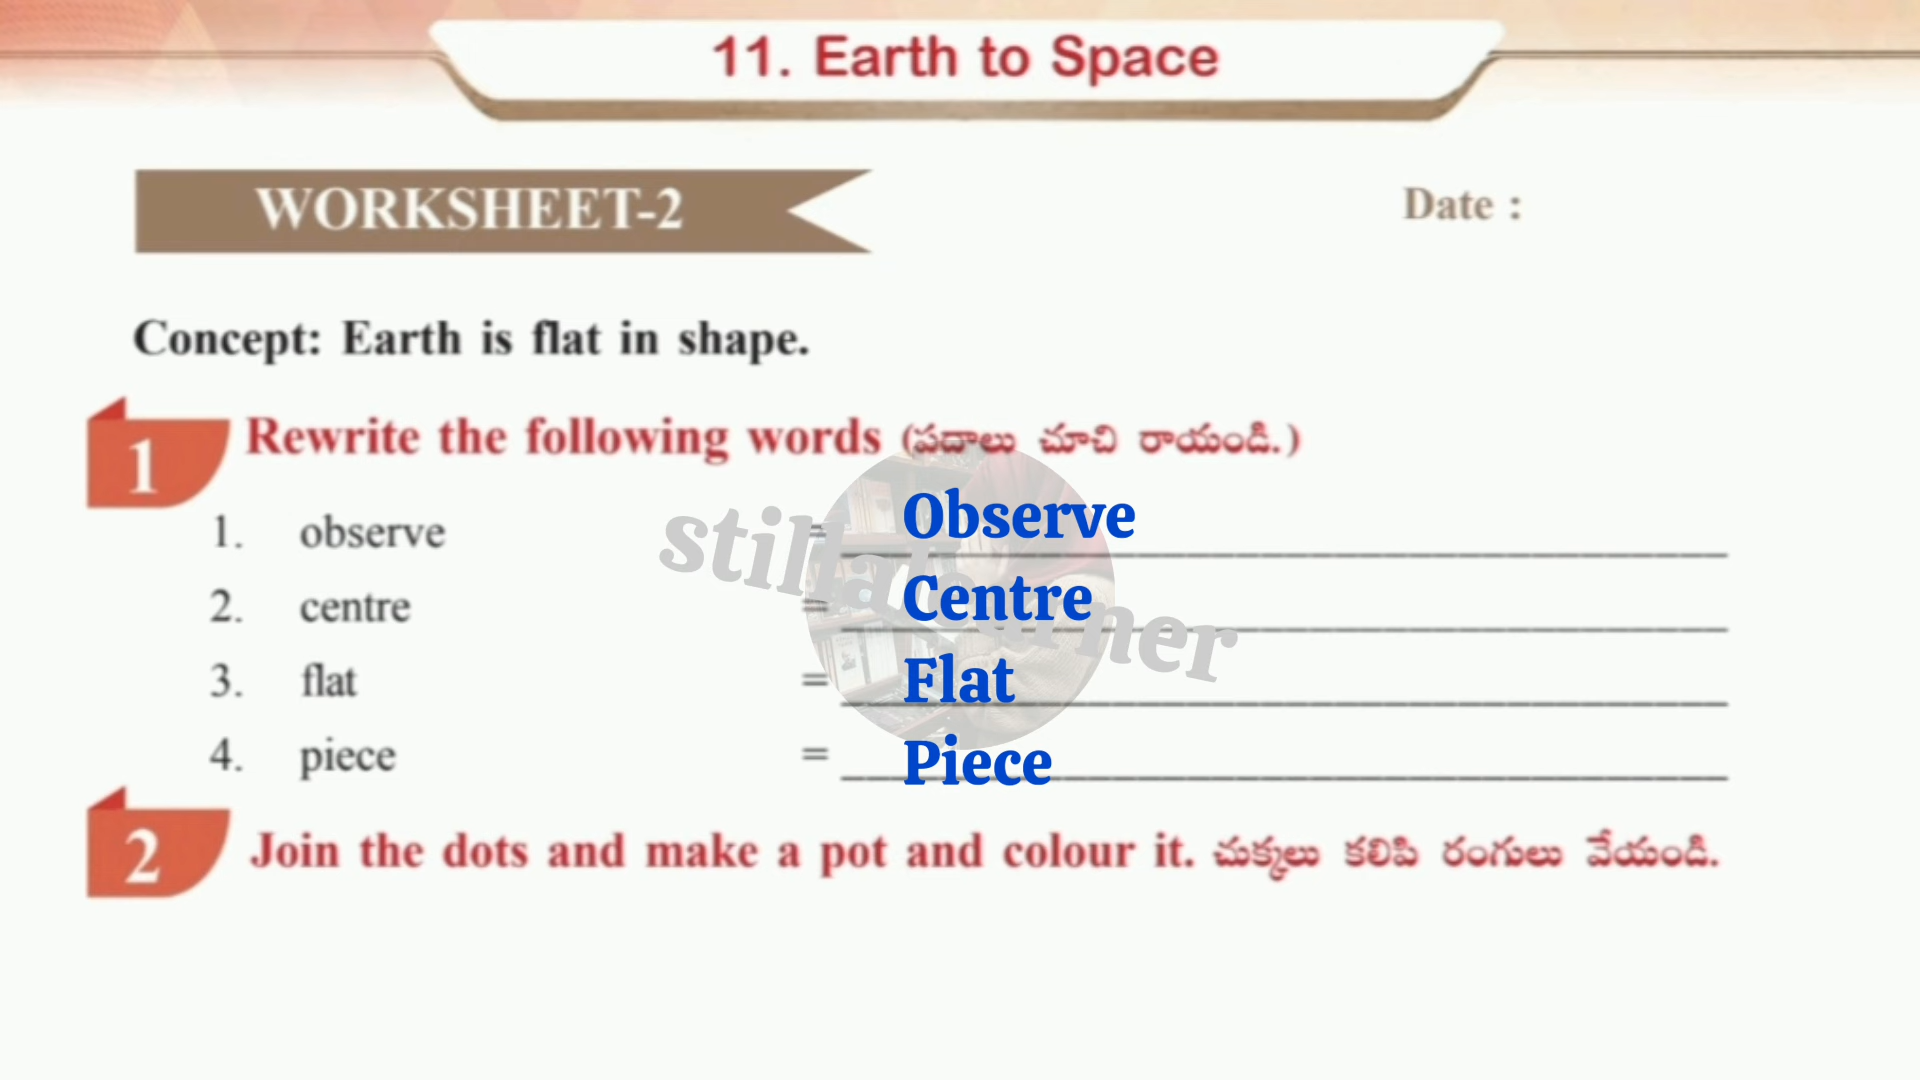 11. Earth to Space
WORKSHEET-2
Date :
Concept: Earth is flat in shape.
1 Rewrite the following words (పదాలు చూచి రాయండి.)
1. observe = Observe
2. centre = Centre
3. flat = Flat
4. piece = Piece
stillalearner
2 Join the dots and make a pot and colour it. చుక్కలు కలిపి రంగులు వేయండి.